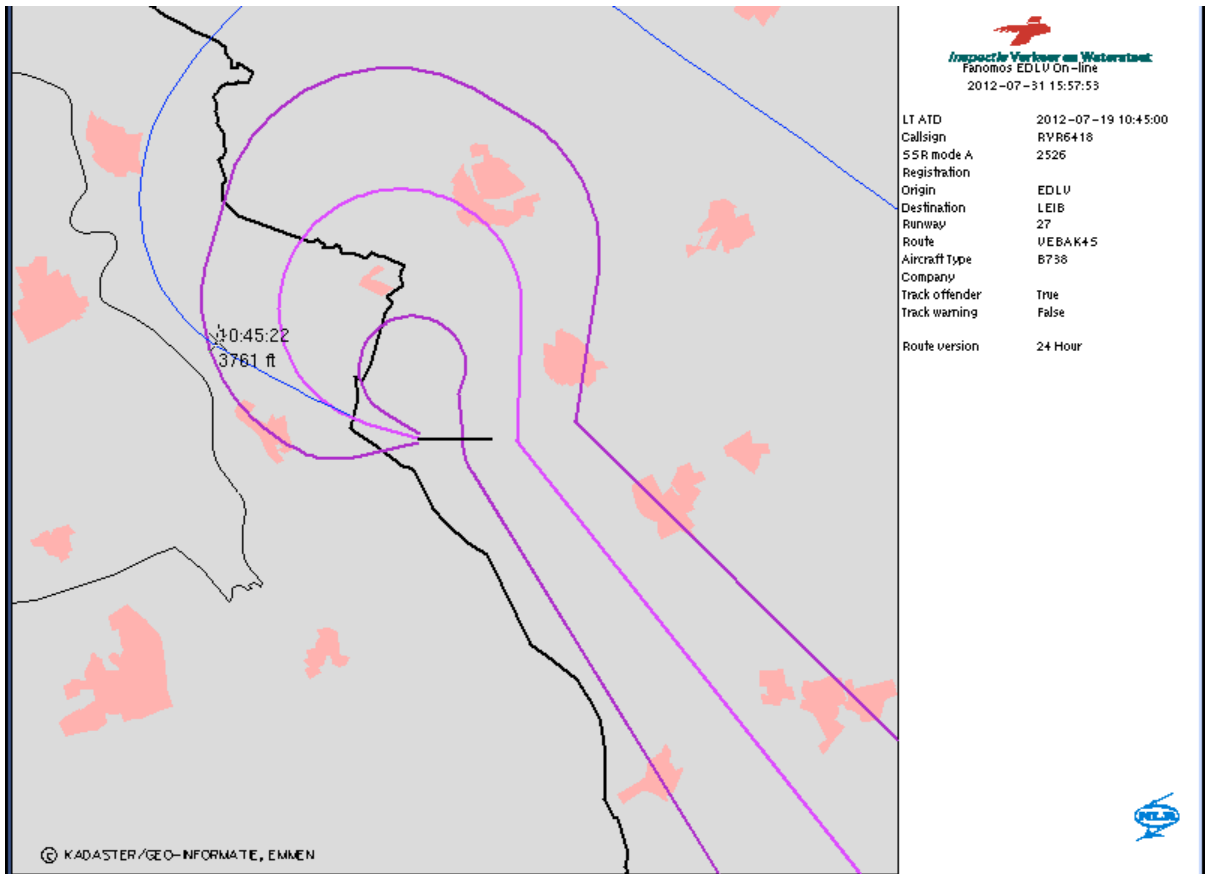 10:45:22
3761 ft
© KADASTER/GEO-INFORMATIE, EMMEN
Inspectie Verkeer en Waterstaat
Fanomos EDLV On-line
2012-07-31 15:57:53
LT ATD 2012-07-19 10:45:00
Callsign RYR6418
SSR mode A 2526
Registration
Origin EDLV
Destination LEIB
Runway 27
Route VEBAK4S
Aircraft Type B738
Company
Track offender True
Track warning False
Route version 24 Hour
NLR